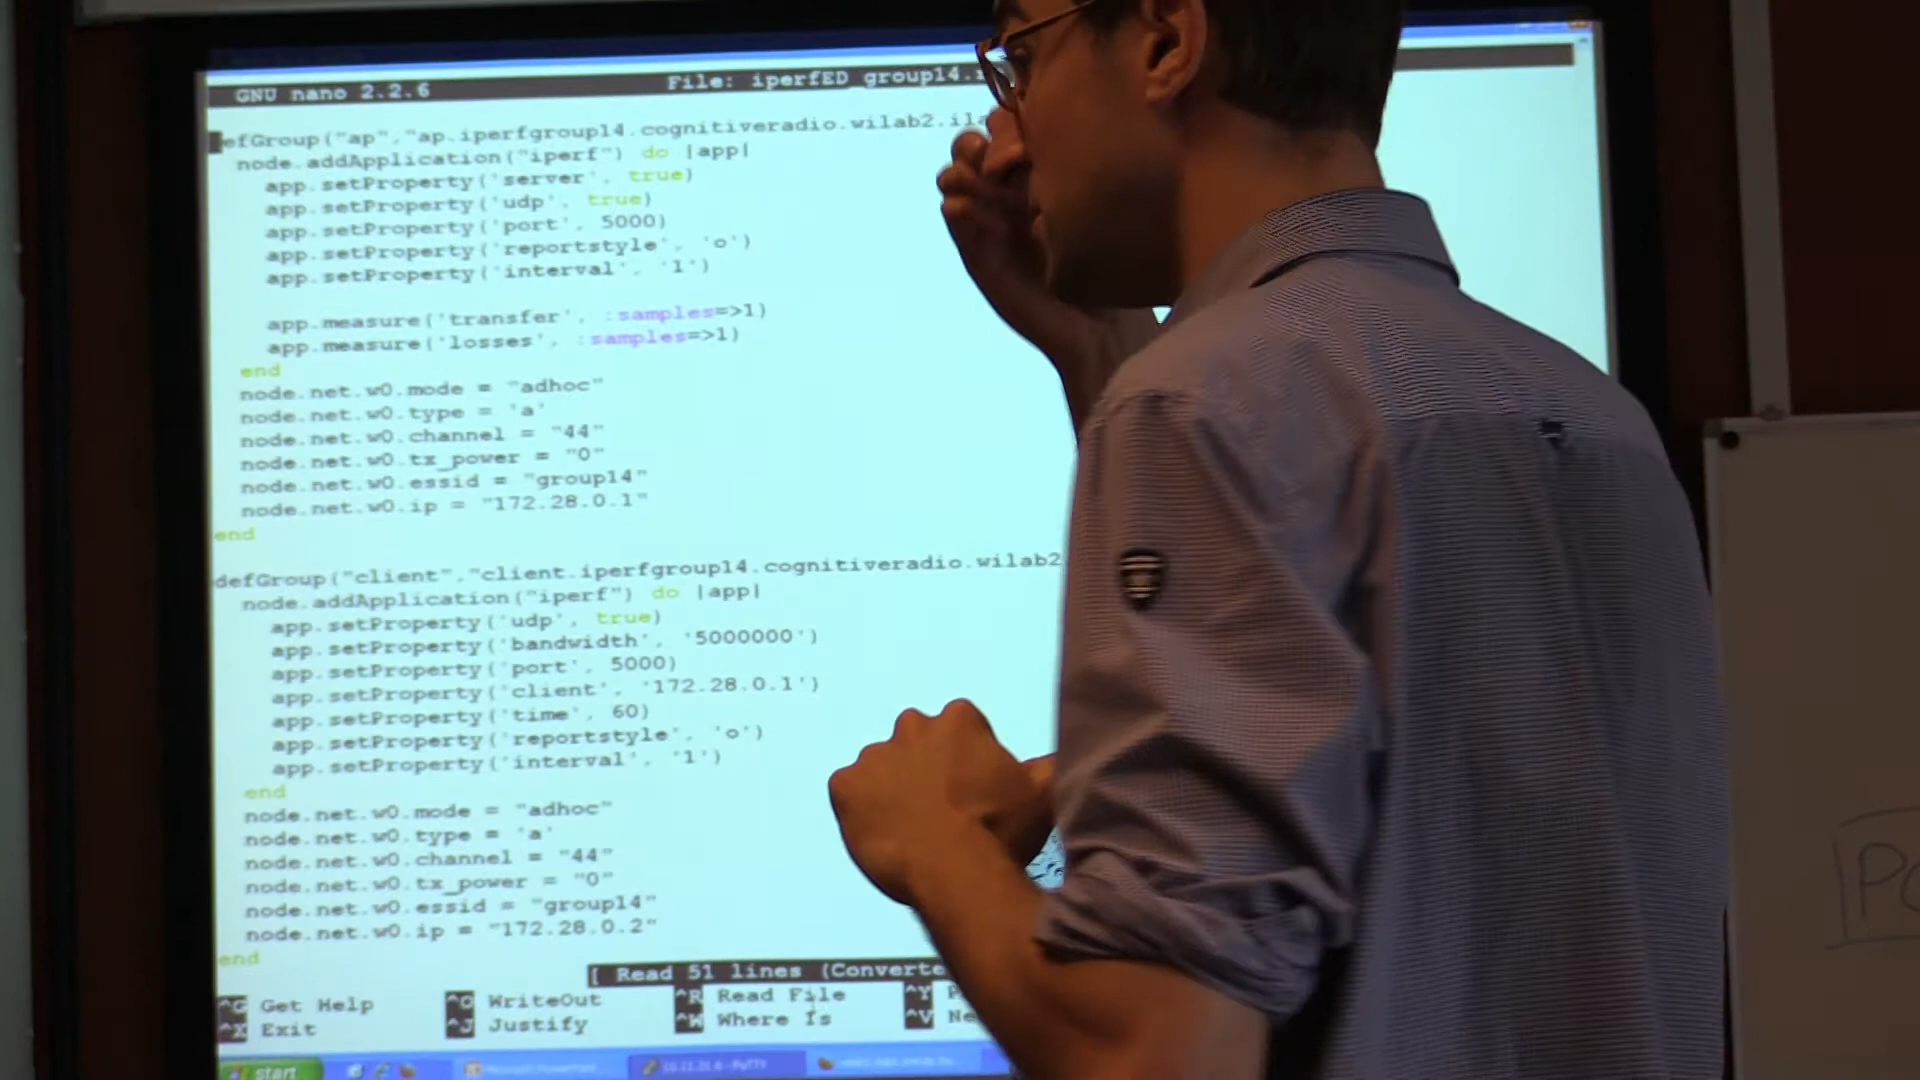 GNU nano 2.2.6 File: iperfED_group14.
efGroup("ap","ap.iperfgroup14.cognitiveradio.wilab2.ila
node.addApplication("iperf") do |app|
app.setProperty('server', true)
app.setProperty('udp', true)
app.setProperty('port', 5000)
app.setProperty('reportstyle', 'o')
app.setProperty('interval', '1')
app.measure('transfer', :samples=>1)
app.measure('losses', :samples=>1)
end
node.net.w0.mode = "adhoc"
node.net.w0.type = 'a'
node.net.w0.channel = "44"
node.net.w0.tx_power = "0"
node.net.w0.essid = "group14"
node.net.w0.ip = "172.28.0.1"
end
defGroup("client","client.iperfgroup14.cognitiveradio.wilab2.
node.addApplication("iperf") do |app|
app.setProperty('udp', true)
app.setProperty('bandwidth', '5000000')
app.setProperty('port', 5000)
app.setProperty('client', '172.28.0.1')
app.setProperty('time', 60)
app.setProperty('reportstyle', 'o')
app.setProperty('interval', '1')
end
node.net.w0.mode = "adhoc"
node.net.w0.type = 'a'
node.net.w0.channel = "44"
node.net.w0.tx_power = "0"
node.net.w0.essid = "group14"
node.net.w0.ip = "172.28.0.2"
end
[ Read 51 lines (Converte
^G Get Help ^O WriteOut ^R Read File ^Y P
^X Exit ^J Justify ^W Where Is ^V Ne
start